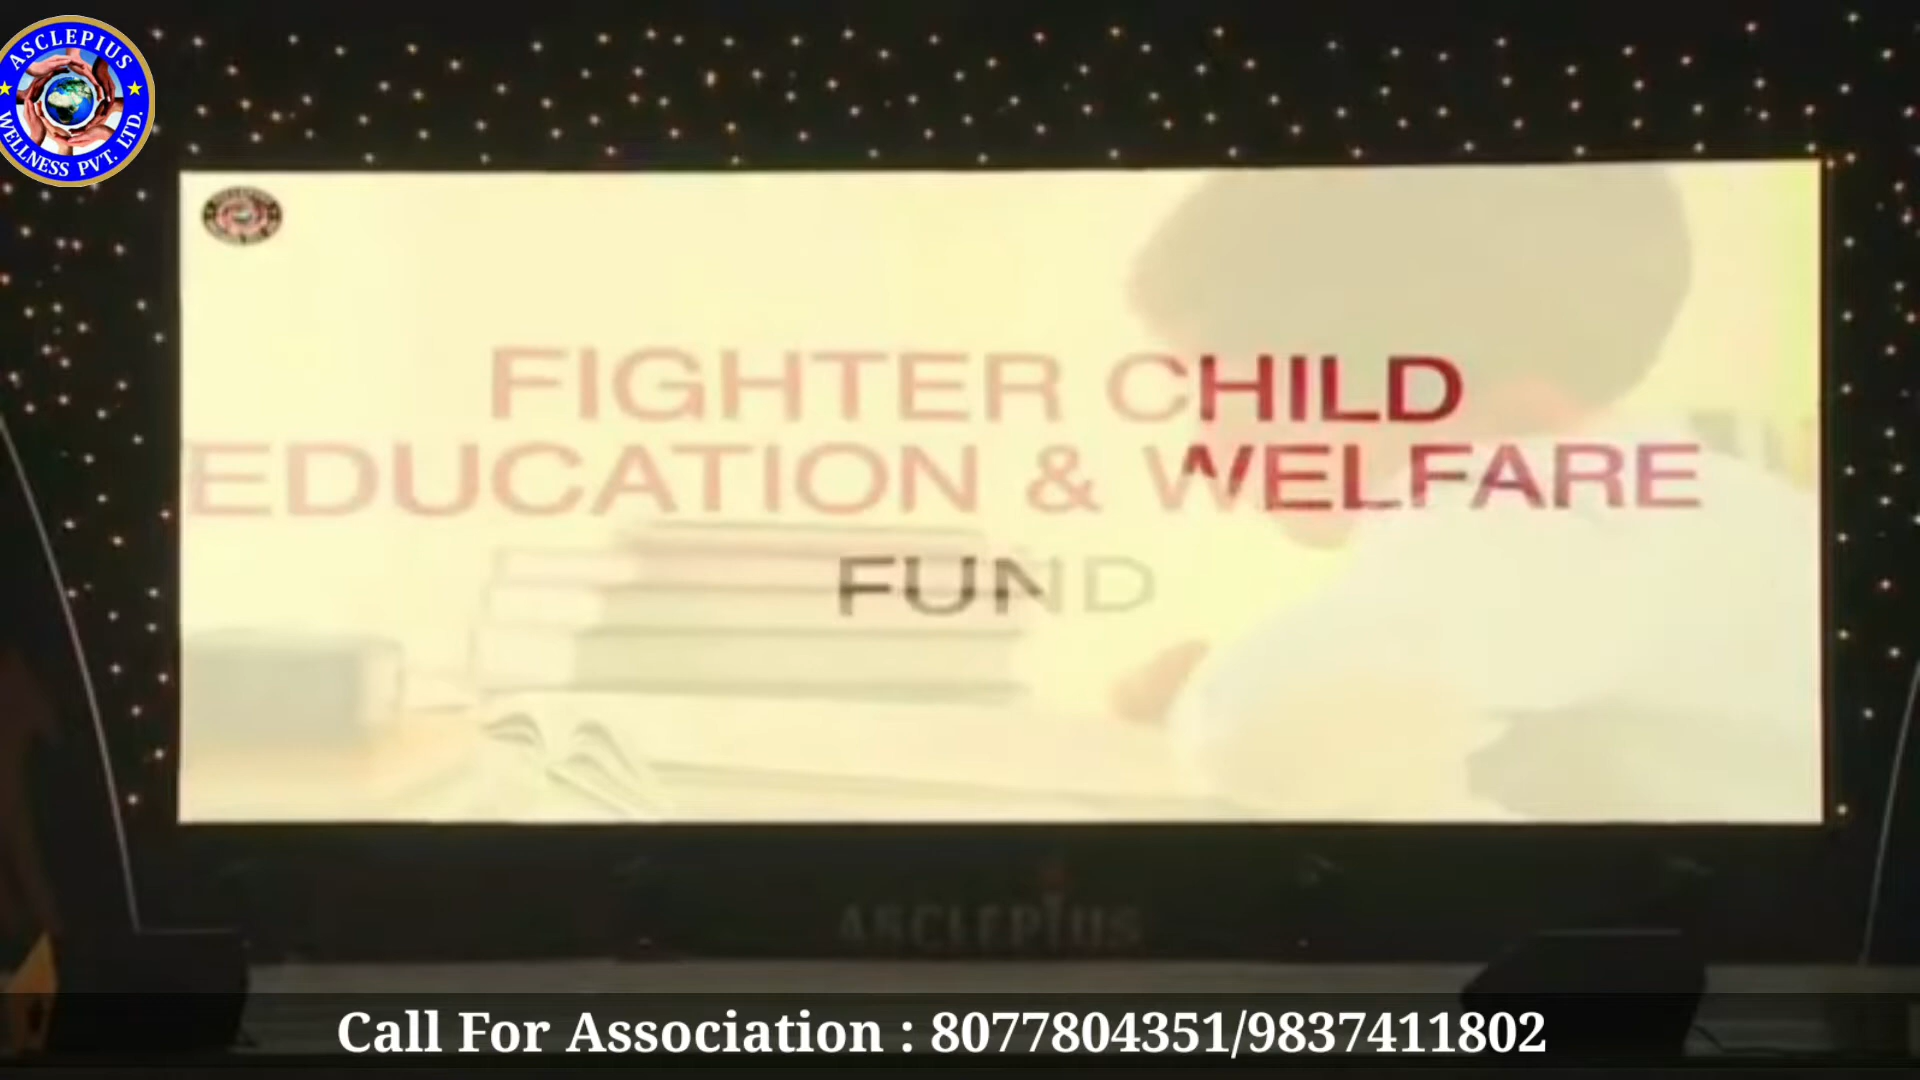 ASCLEPIUS
WELLNESS PVT. LTD.
FIGHTER CHILD
EDUCATION & WELFARE
FUND
ASCLEPIUS
Call For Association : 8077804351/9837411802